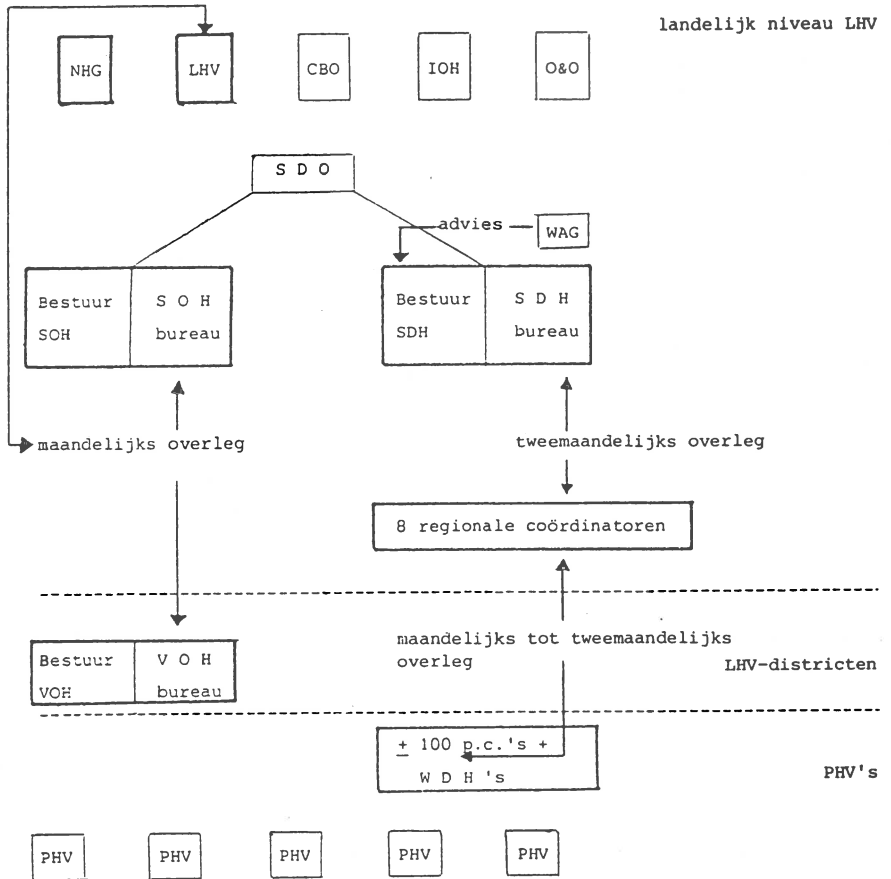 landelijk niveau LHV
NHG
LHV
CBO
IOH
O&O
S D O
advies
WAG
Bestuur
SOH
S O H
bureau
Bestuur
SDH
S D H
bureau
maandelijks overleg
tweemaandelijks overleg
8 regionale coördinatoren
maandelijks tot tweemaandelijks
overleg
LHV-districten
Bestuur
VOH
V O H
bureau
± 100 p.c.'s +
W D H 's
PHV's
PHV
PHV
PHV
PHV
PHV